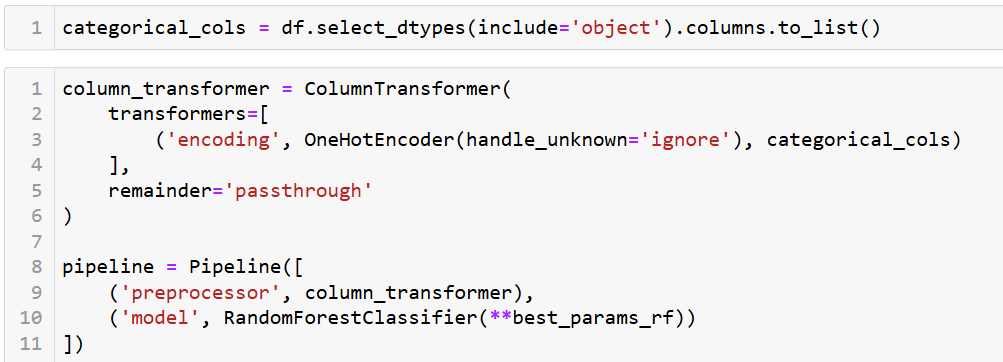 1 categorical_cols = df.select_dtypes(include='object').columns.to_list()
1 column_transformer = ColumnTransformer(
2     transformers=[
3         ('encoding', OneHotEncoder(handle_unknown='ignore'), categorical_cols)
4     ],
5     remainder='passthrough'
6 )
7
8 pipeline = Pipeline([
9     ('preprocessor', column_transformer),
10     ('model', RandomForestClassifier(**best_params_rf))
11 ])